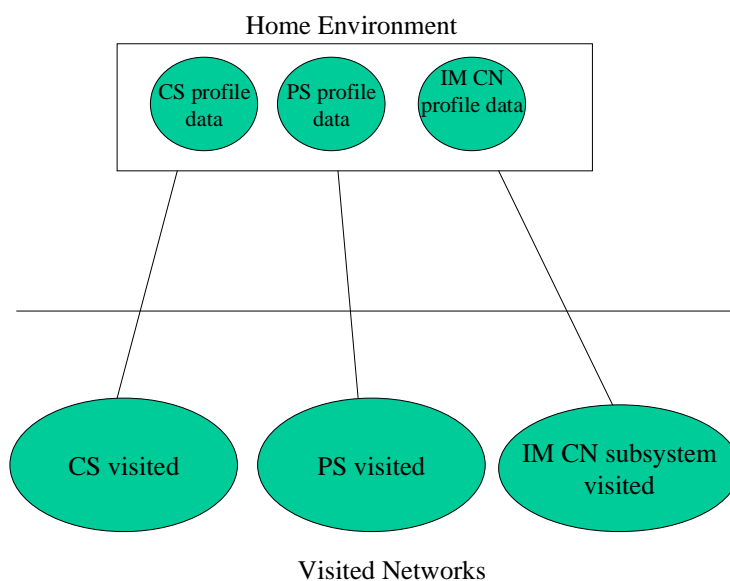 Home Environment
CS profile
data
PS profile
data
IM CN
profile data
CS visited
PS visited
IM CN subsystem
visited
Visited Networks